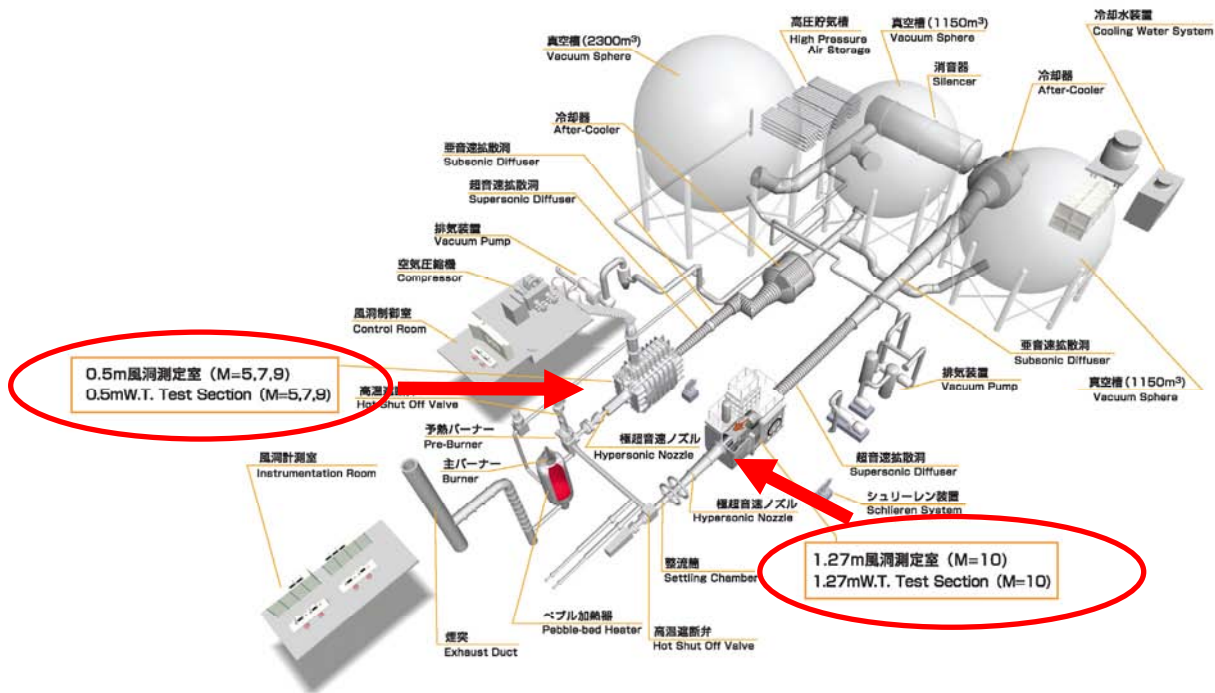 真空槽(2300m³)
Vacuum Sphere
高圧貯気槽
High Pressure
Air Storage
真空槽(1150m³)
Vacuum Sphere
冷却水装置
Cooling Water System
消音器
Silencer
冷却器
After-Cooler
冷却器
After-Cooler
亜音速拡散洞
Subsonic Diffuser
超音速拡散洞
Supersonic Diffuser
排気装置
Vacuum Pump
空気圧縮機
Compressor
風洞制御室
Control Room
0.5m風洞測定室 (M=5,7,9)
0.5mW.T. Test Section (M=5,7,9)
高温遮断
Hot Shut Off Valve
予熱バーナー
Pre-Burner
主バーナー
Burner
風洞計測室
Instrumentation Room
極超音速ノズル
Hypersonic Nozzle
極超音速ノズル
Hypersonic Nozzle
亜音速拡散洞
Subsonic Diffuser
排気装置
Vacuum Pump
真空槽(1150m³)
Vacuum Sphere
超音速拡散洞
Supersonic Diffuser
シュリーレン装置
Schlieren System
1.27m風洞測定室 (M=10)
1.27mW.T. Test Section (M=10)
整流筒
Settling Chamber
ペブル加熱器
Pebble-bed Heater
高温遮断弁
Hot Shut Off Valve
煙突
Exhaust Duct